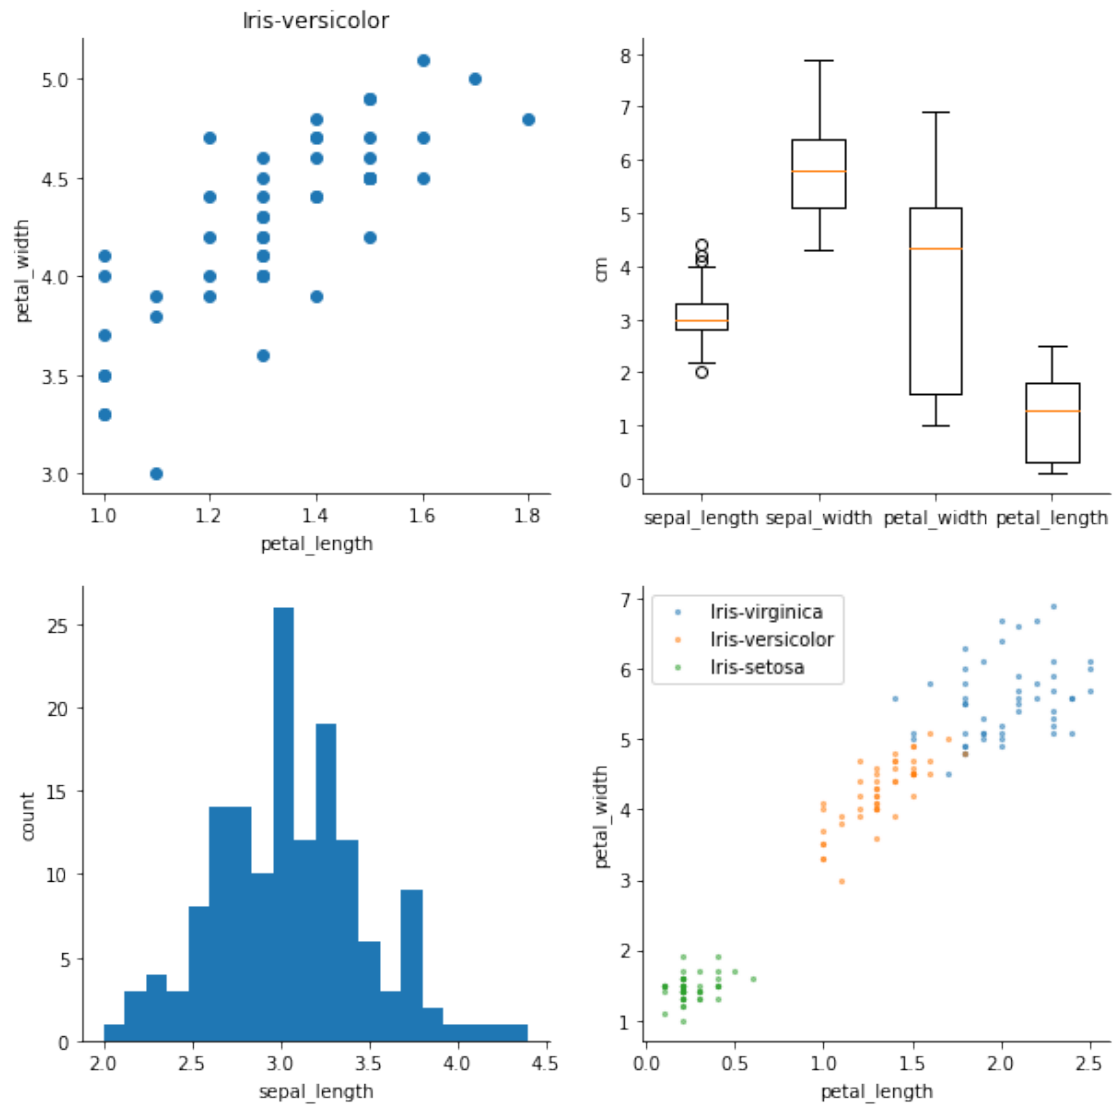 Iris-versicolor
5.0
4.5
4.0
3.5
3.0
petal_width
1.0 1.2 1.4 1.6 1.8
petal_length
8
7
6
5
4
3
2
1
0
cm
sepal_length sepal_width petal_width petal_length
25
20
15
10
5
0
count
2.0 2.5 3.0 3.5 4.0 4.5
sepal_length
Iris-virginica
Iris-versicolor
Iris-setosa
7
6
5
4
3
2
1
petal_width
0.0 0.5 1.0 1.5 2.0 2.5
petal_length